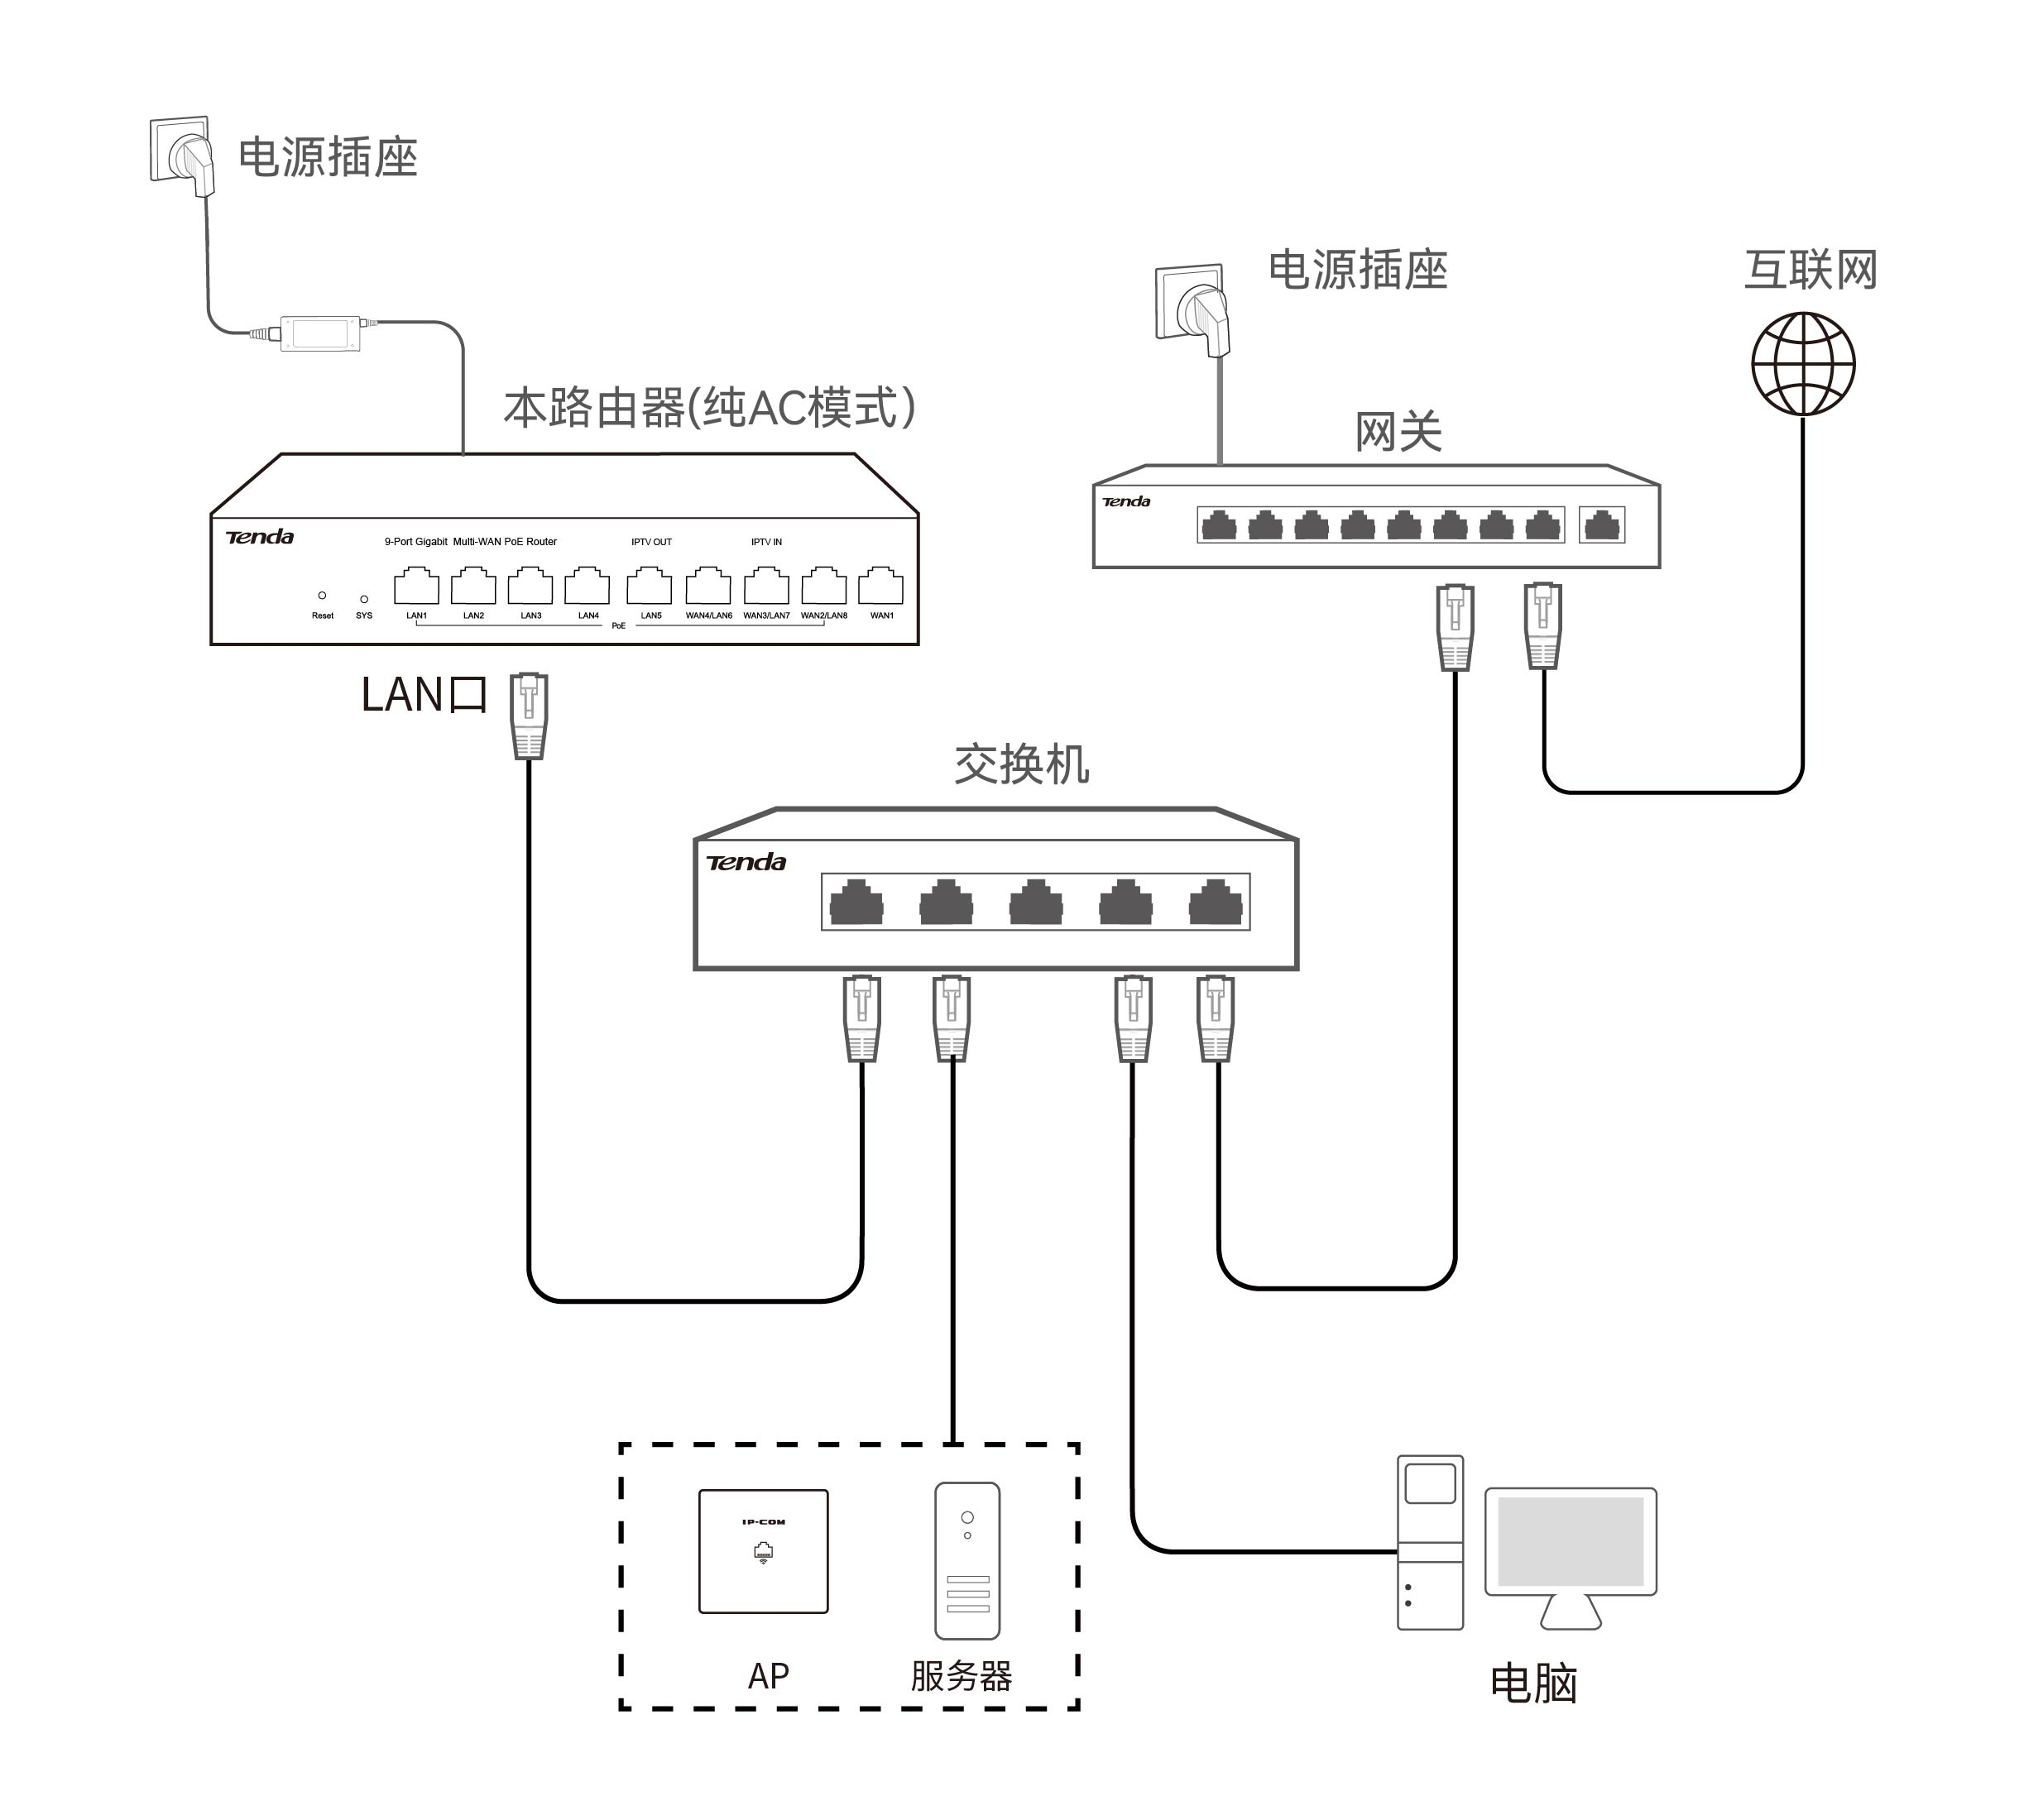 电源插座
电源插座
互联网
本路由器(纯AC模式)
网关
Tenda
Tenda
9-Port Gigabit Multi-WAN PoE Router
IPTV OUT
IPTV IN
Reset
SYS
LAN1
LAN2
LAN3
LAN4
LAN5
WAN4/LAN6
WAN3/LAN7
WAN2/LAN8
WAN1
PoE
LAN口
交换机
Tenda
IP-COM
AP
服务器
电脑